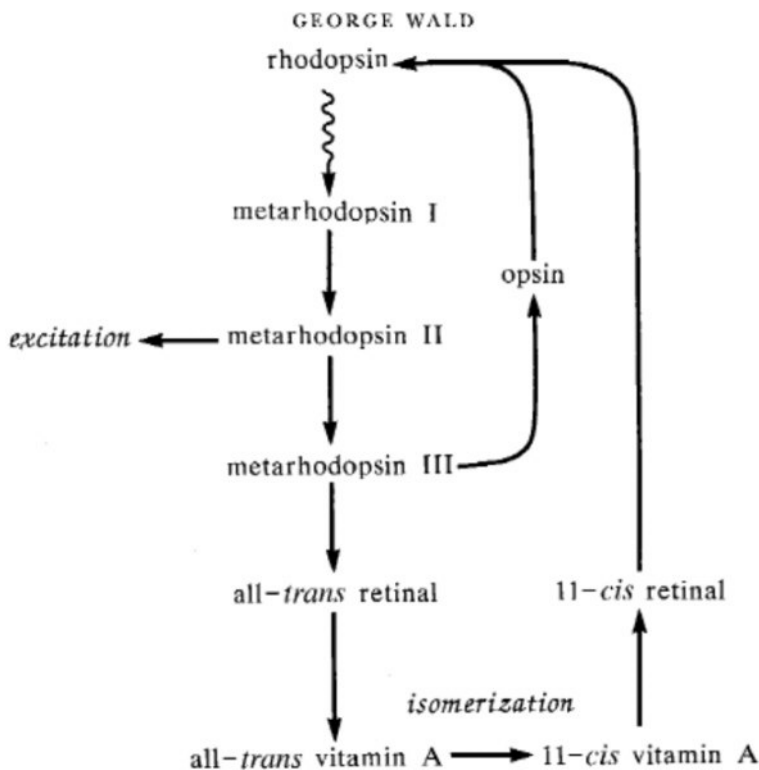 GEORGE WALD
rhodopsin
metarhodopsin I
opsin
excitation
metarhodopsin II
metarhodopsin III
all-trans retinal
11-cis retinal
isomerization
all-trans vitamin A
11-cis vitamin A